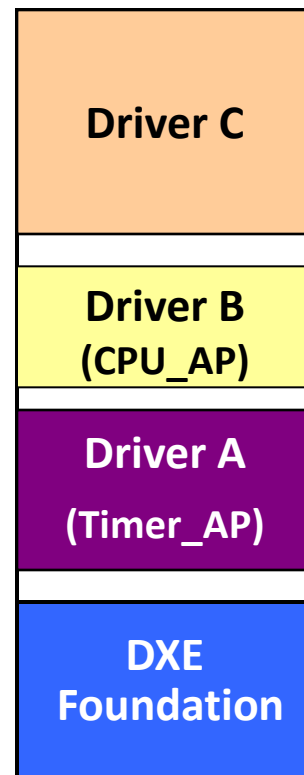 Driver C
Driver B
(CPU_AP)
Driver A
(Timer_AP)
DXE
Foundation